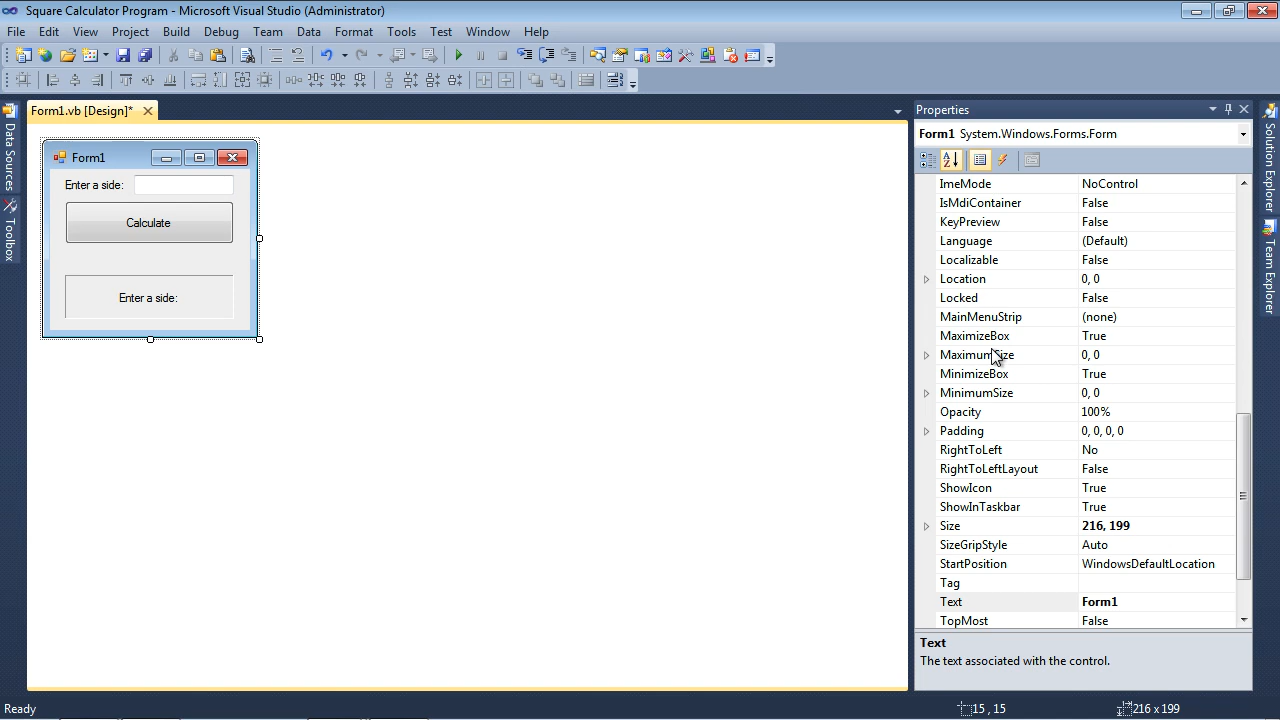 Square Calculator Program - Microsoft Visual Studio (Administrator)
File Edit View Project Build Debug Team Data Format Tools Test Window Help
Data Sources
Toolbox
Form1.vb [Design]*
Form1
Enter a side:
Calculate
Enter a side:
Properties
Form1 System.Windows.Forms.Form
ImeMode NoControl
IsMdiContainer False
KeyPreview False
Language (Default)
Localizable False
Location 0, 0
Locked False
MainMenuStrip (none)
MaximizeBox True
MaximumSize 0, 0
MinimizeBox True
MinimumSize 0, 0
Opacity 100%
Padding 0, 0, 0, 0
RightToLeft No
RightToLeftLayout False
ShowIcon True
ShowInTaskbar True
Size 216, 199
SizeGripStyle Auto
StartPosition WindowsDefaultLocation
Tag
Text Form1
TopMost False
Text
The text associated with the control.
Solution Explorer
Team Explorer
Ready
15 , 15
216 x 199